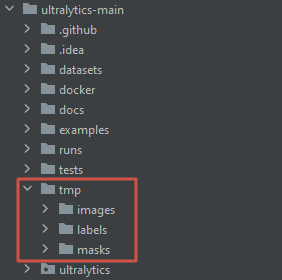 ultralytics-main
.github
.idea
datasets
docker
docs
examples
runs
tests
tmp
images
labels
masks
ultralytics